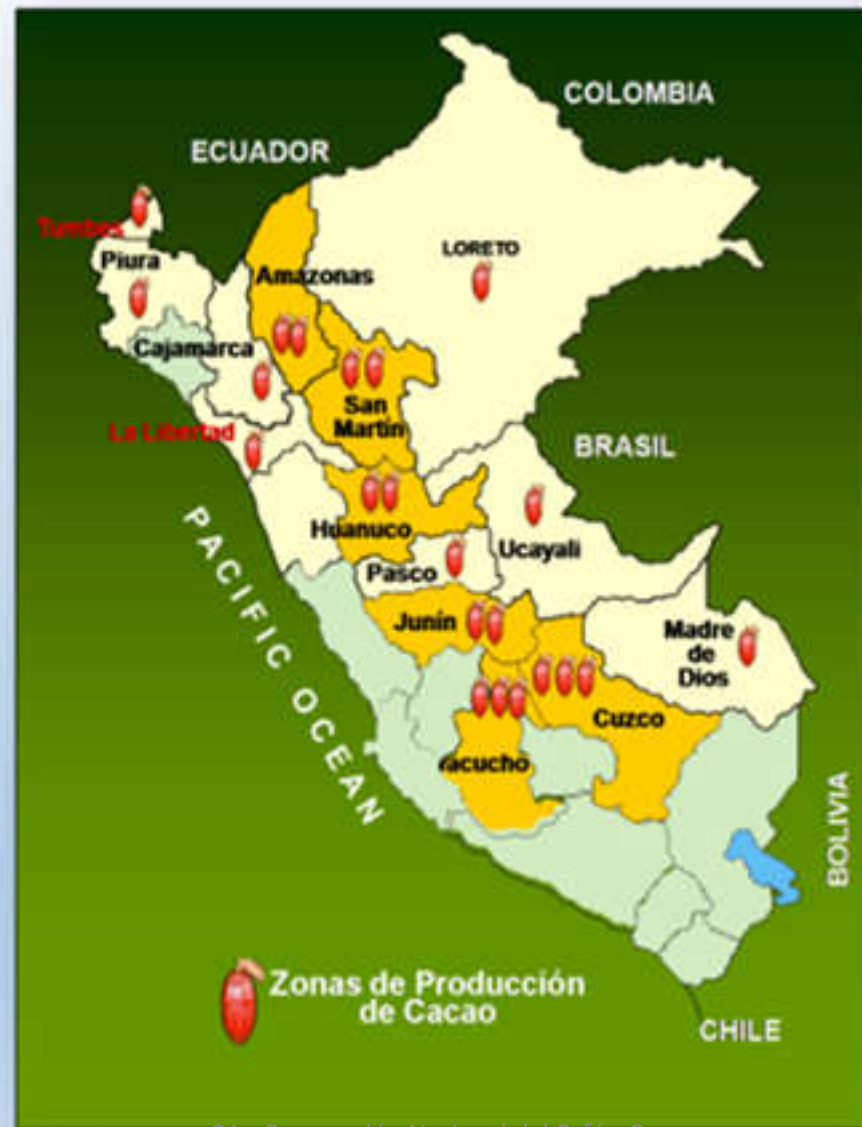 COLOMBIA
ECUADOR
Tumbes
Piura
LORETO
Amazonas
Cajamarca
San
Martín
La Libertad
BRASIL
Huanuco
Ucayali
Pasco
PACIFIC OCEAN
Junín
Madre
de
Dios
Cuzco
acucho
BOLIVIA
Zonas de Producción
de Cacao
CHILE